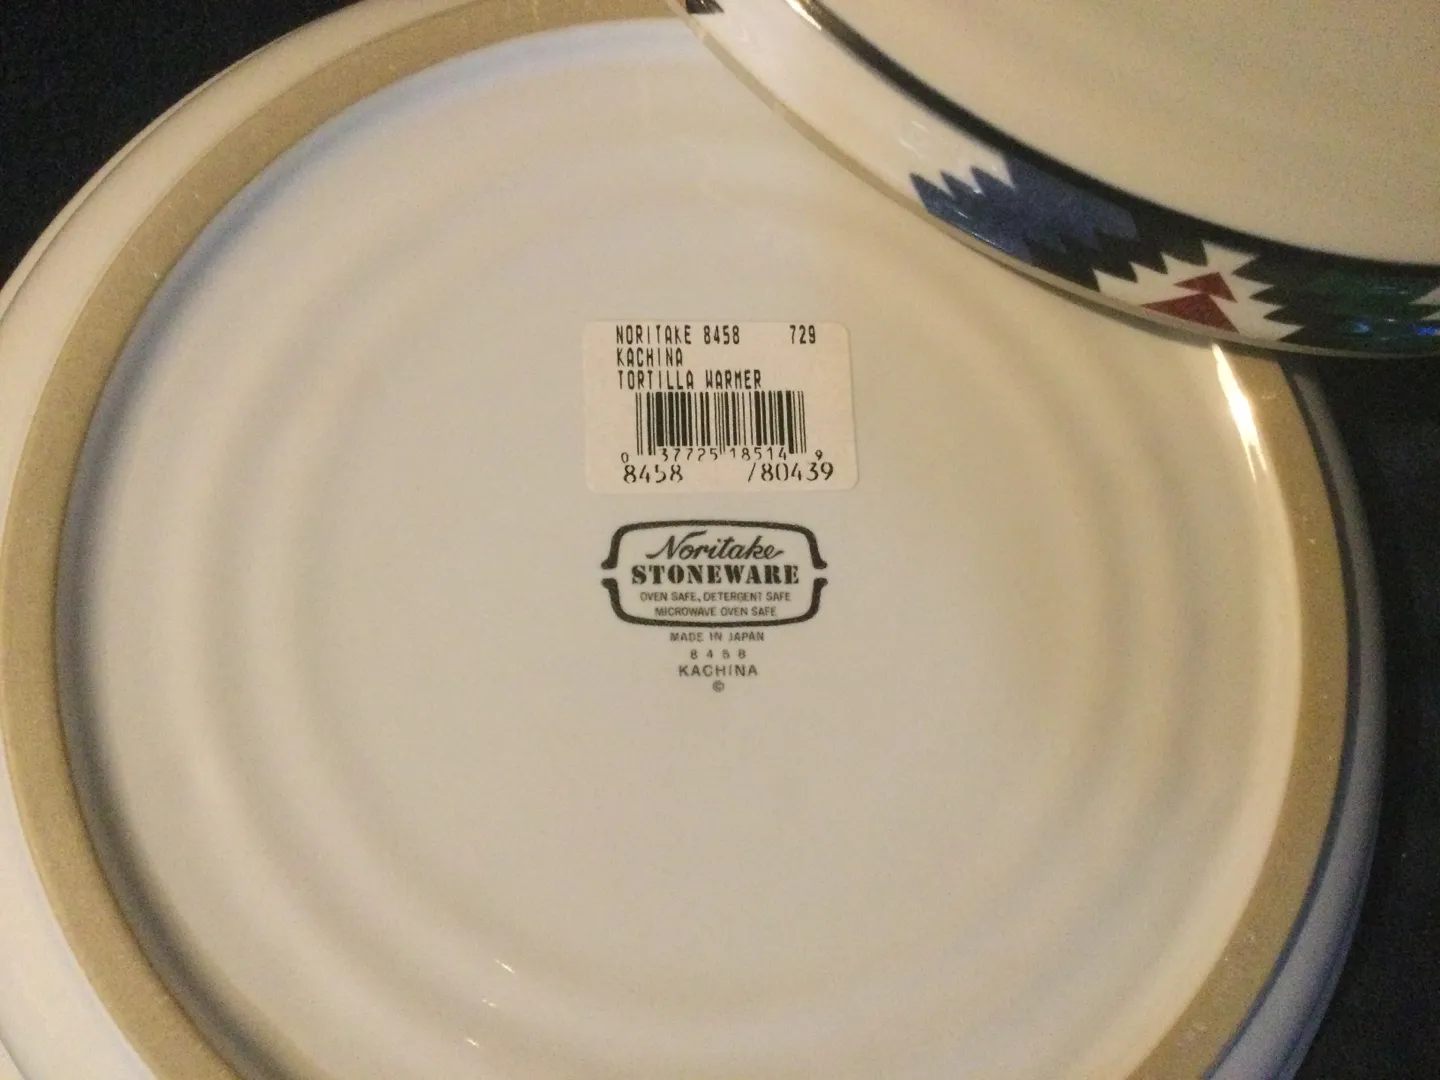 NORITAKE 8458 729
KACHINA
TORTILLA WARMER
0 37725 18514 9
8458 /80439
Noritake
STONEWARE
OVEN SAFE, DETERGENT SAFE
MICROWAVE OVEN SAFE
MADE IN JAPAN
8458
KACHINA
©